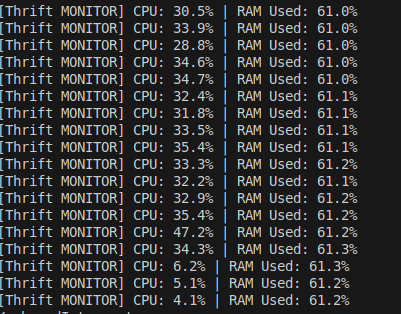 [Thrift MONITOR] CPU: 30.5% | RAM Used: 61.0%
[Thrift MONITOR] CPU: 33.9% | RAM Used: 61.0%
[Thrift MONITOR] CPU: 28.8% | RAM Used: 61.0%
[Thrift MONITOR] CPU: 34.6% | RAM Used: 61.0%
[Thrift MONITOR] CPU: 34.7% | RAM Used: 61.0%
[Thrift MONITOR] CPU: 32.4% | RAM Used: 61.1%
[Thrift MONITOR] CPU: 31.8% | RAM Used: 61.1%
[Thrift MONITOR] CPU: 33.5% | RAM Used: 61.1%
[Thrift MONITOR] CPU: 35.4% | RAM Used: 61.1%
[Thrift MONITOR] CPU: 33.3% | RAM Used: 61.2%
[Thrift MONITOR] CPU: 32.2% | RAM Used: 61.1%
[Thrift MONITOR] CPU: 32.9% | RAM Used: 61.2%
[Thrift MONITOR] CPU: 35.4% | RAM Used: 61.2%
[Thrift MONITOR] CPU: 47.2% | RAM Used: 61.2%
[Thrift MONITOR] CPU: 34.3% | RAM Used: 61.3%
[Thrift MONITOR] CPU: 6.2% | RAM Used: 61.3%
[Thrift MONITOR] CPU: 5.1% | RAM Used: 61.2%
[Thrift MONITOR] CPU: 4.1% | RAM Used: 61.2%